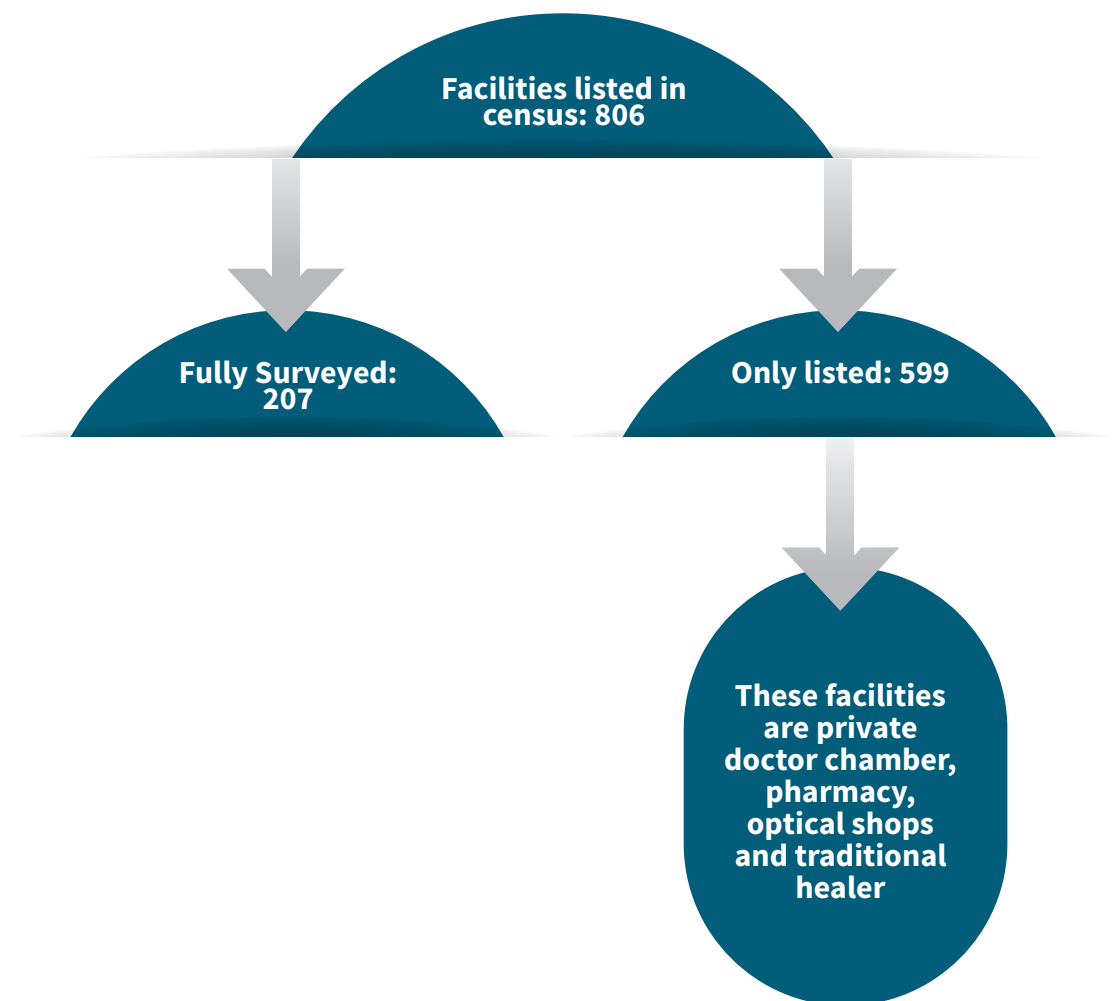 Facilities listed in
census: 806
Fully Surveyed:
207
Only listed: 599
These facilities
are private
doctor chamber,
pharmacy,
optical shops
and traditional
healer